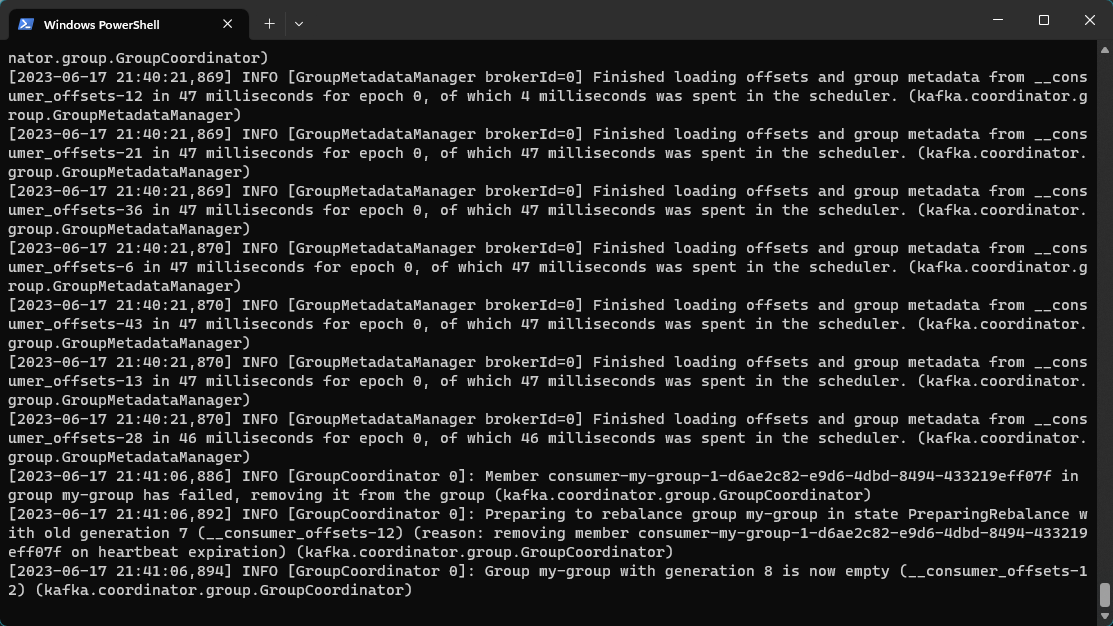 Windows PowerShell
nator.group.GroupCoordinator)
[2023-06-17 21:40:21,869] INFO [GroupMetadataManager brokerId=0] Finished loading offsets and group metadata from __cons
umer_offsets-12 in 47 milliseconds for epoch 0, of which 4 milliseconds was spent in the scheduler. (kafka.coordinator.g
roup.GroupMetadataManager)
[2023-06-17 21:40:21,869] INFO [GroupMetadataManager brokerId=0] Finished loading offsets and group metadata from __cons
umer_offsets-21 in 47 milliseconds for epoch 0, of which 47 milliseconds was spent in the scheduler. (kafka.coordinator.
group.GroupMetadataManager)
[2023-06-17 21:40:21,869] INFO [GroupMetadataManager brokerId=0] Finished loading offsets and group metadata from __cons
umer_offsets-36 in 47 milliseconds for epoch 0, of which 47 milliseconds was spent in the scheduler. (kafka.coordinator.
group.GroupMetadataManager)
[2023-06-17 21:40:21,870] INFO [GroupMetadataManager brokerId=0] Finished loading offsets and group metadata from __cons
umer_offsets-6 in 47 milliseconds for epoch 0, of which 47 milliseconds was spent in the scheduler. (kafka.coordinator.g
roup.GroupMetadataManager)
[2023-06-17 21:40:21,870] INFO [GroupMetadataManager brokerId=0] Finished loading offsets and group metadata from __cons
umer_offsets-43 in 47 milliseconds for epoch 0, of which 47 milliseconds was spent in the scheduler. (kafka.coordinator.
group.GroupMetadataManager)
[2023-06-17 21:40:21,870] INFO [GroupMetadataManager brokerId=0] Finished loading offsets and group metadata from __cons
umer_offsets-13 in 47 milliseconds for epoch 0, of which 47 milliseconds was spent in the scheduler. (kafka.coordinator.
group.GroupMetadataManager)
[2023-06-17 21:40:21,870] INFO [GroupMetadataManager brokerId=0] Finished loading offsets and group metadata from __cons
umer_offsets-28 in 46 milliseconds for epoch 0, of which 46 milliseconds was spent in the scheduler. (kafka.coordinator.
group.GroupMetadataManager)
[2023-06-17 21:41:06,886] INFO [GroupCoordinator 0]: Member consumer-my-group-1-d6ae2c82-e9d6-4dbd-8494-433219eff07f in
group my-group has failed, removing it from the group (kafka.coordinator.group.GroupCoordinator)
[2023-06-17 21:41:06,892] INFO [GroupCoordinator 0]: Preparing to rebalance group my-group in state PreparingRebalance w
ith old generation 7 (__consumer_offsets-12) (reason: removing member consumer-my-group-1-d6ae2c82-e9d6-4dbd-8494-433219
eff07f on heartbeat expiration) (kafka.coordinator.group.GroupCoordinator)
[2023-06-17 21:41:06,894] INFO [GroupCoordinator 0]: Group my-group with generation 8 is now empty (__consumer_offsets-1
2) (kafka.coordinator.group.GroupCoordinator)